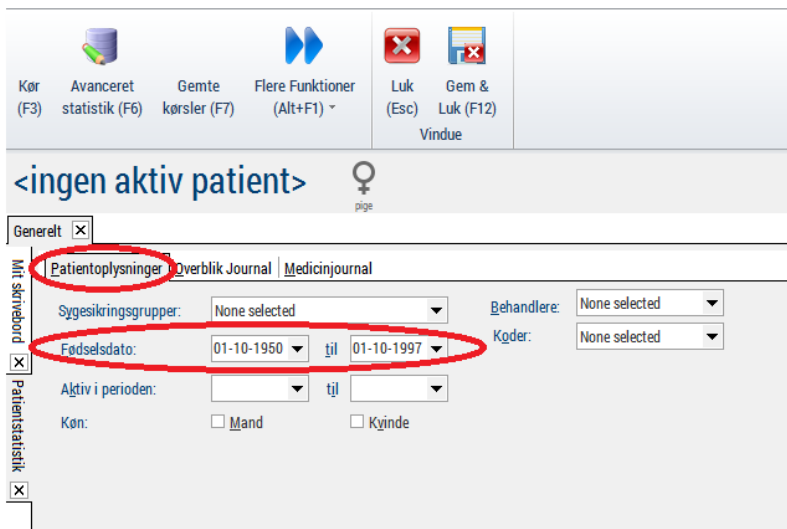 Kør
(F3)
Avanceret
statistik (F6)
Gemte
kørsler (F7)
Flere Funktioner
(Alt+F1)
Luk
(Esc)
Gem &
Luk (F12)
Vindue
<ingen aktiv patient>
pige
Generelt
Mit skrivebord
Patientstatistik
Patientoplysninger Overblik Journal Medicinjournal
Sygesikringsgrupper: None selected Behandlere: None selected
Fødselsdato: 01-10-1950 til 01-10-1997 Koder: None selected
Aktiv i perioden: til
Køn: Mand Kvinde